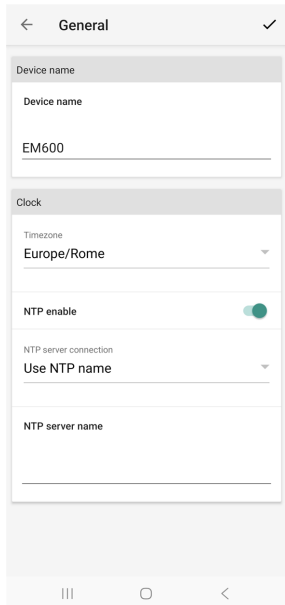 General
Device name
Device name
EM600
Clock
Timezone
Europe/Rome
NTP enable
NTP server connection
Use NTP name
NTP server name